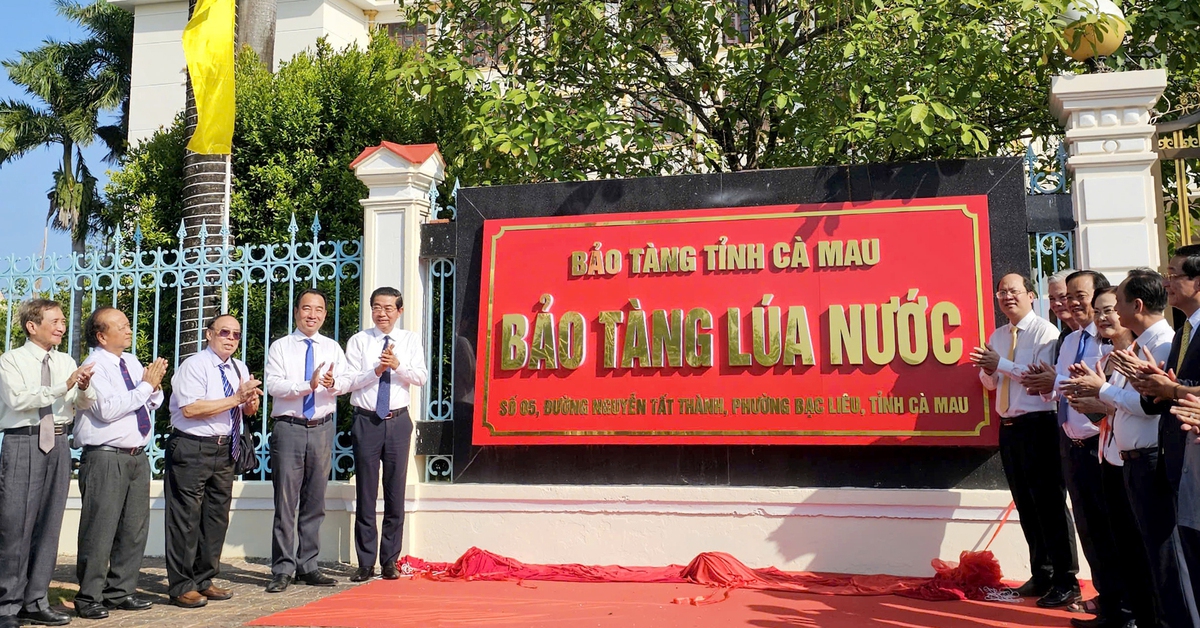 BẢO TÀNG TỈNH CÀ MAU
BẢO TÀNG LÚA NƯỚC
SỐ 05, ĐƯỜNG NGUYỄN TẤT THÀNH, PHƯỜNG BẠC LIÊU, TỈNH CÀ MAU